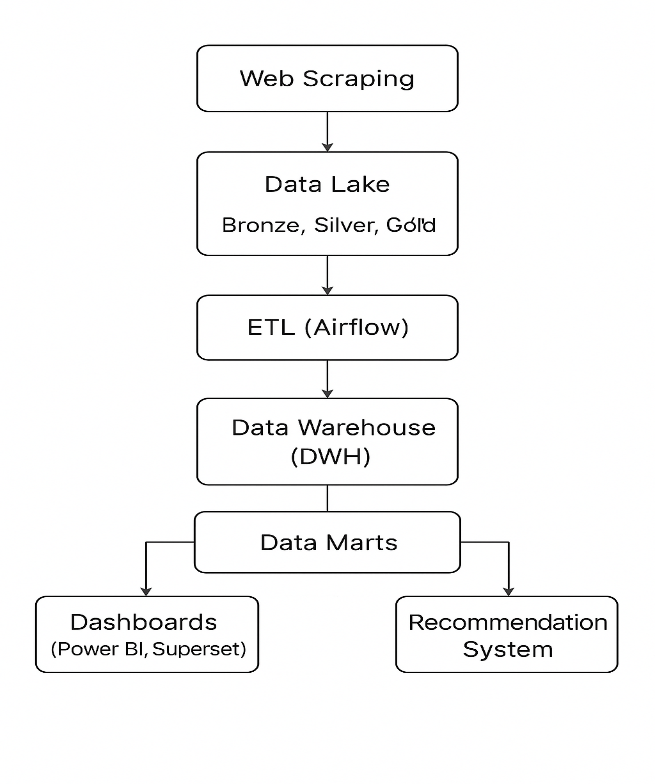 Web Scraping
Data Lake
Bronze, Silver, Gold
ETL (Airflow)
Data Warehouse
(DWH)
Data Marts
Dashboards
(Power BI, Superset)
Recommendation
System